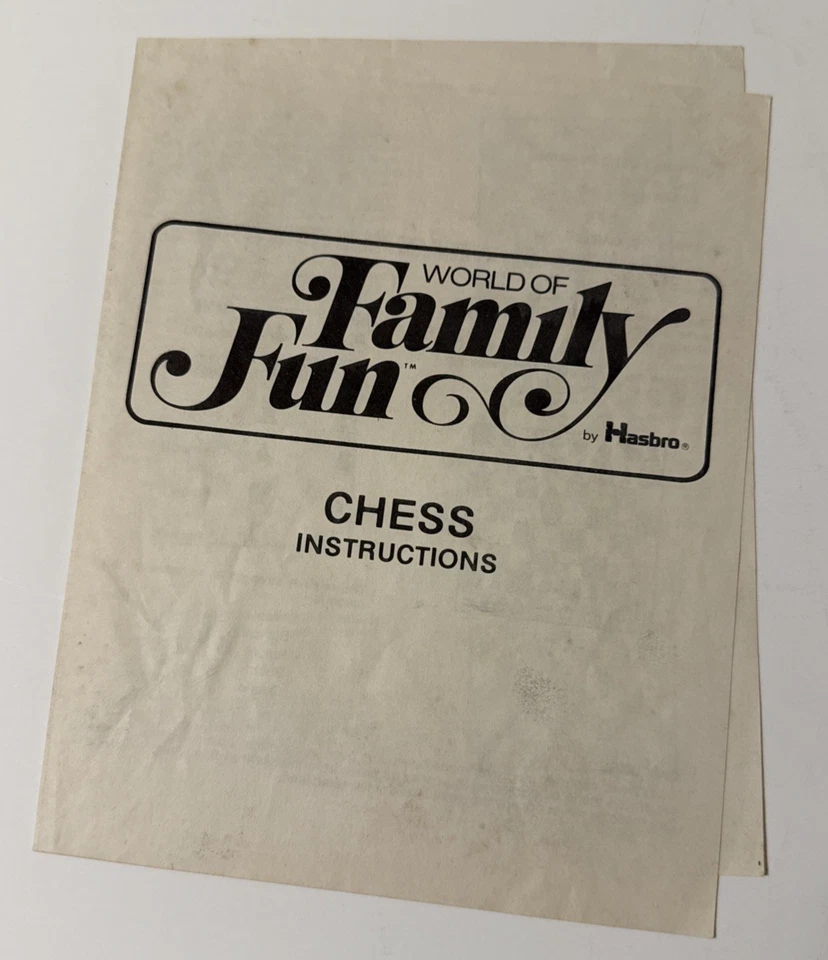 WORLD OF
Family
Fun™
by Hasbro®
CHESS
INSTRUCTIONS